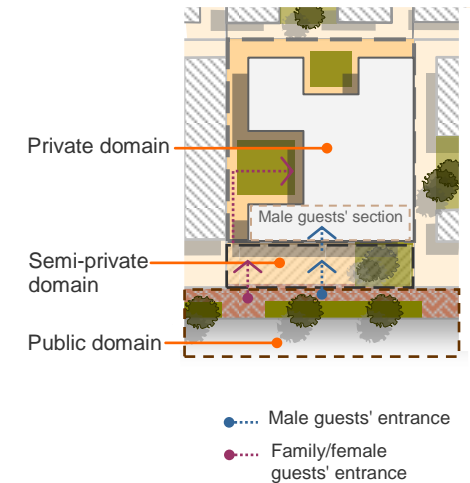 Private domain
Male guests' section
Semi-private
domain
Public domain
Male guests' entrance
Family/female
guests' entrance